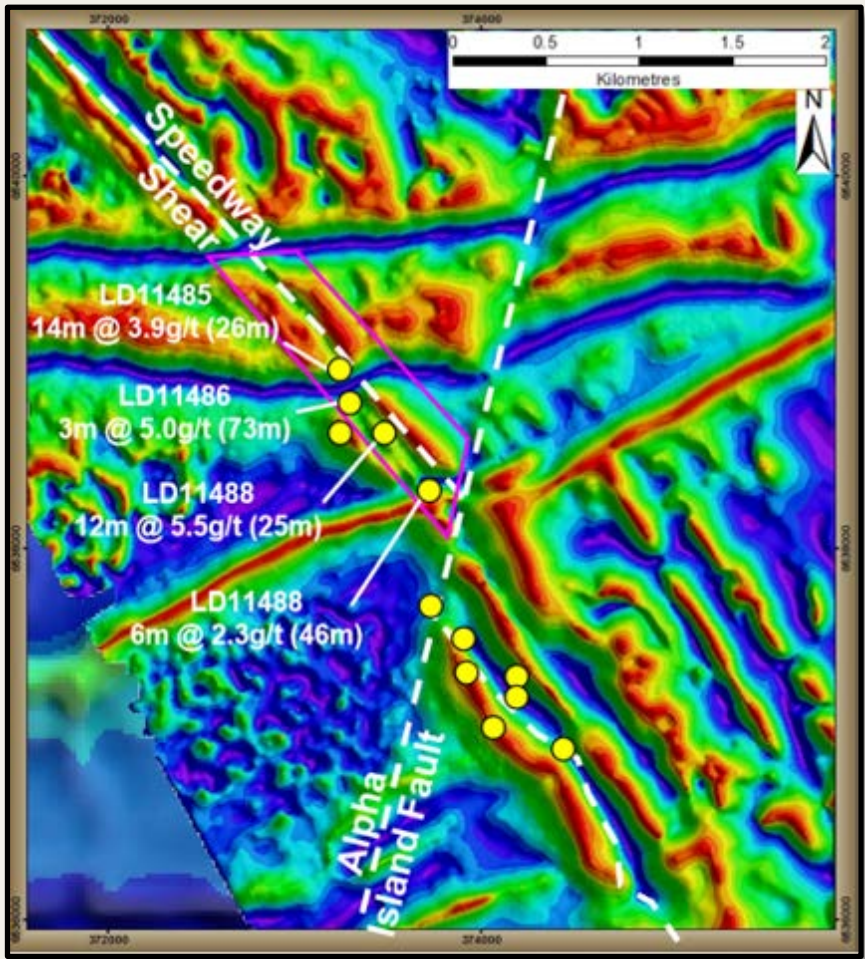 372000
374000
0 0.5 1 1.5 2
Kilometres
N
Speedway
Shear
LD11485
14m @ 3.9g/t (26m)
LD11486
3m @ 5.0g/t (73m)
LD11488
12m @ 5.5g/t (25m)
LD11488
6m @ 2.3g/t (46m)
Alpha
Island Fault
372000
374000